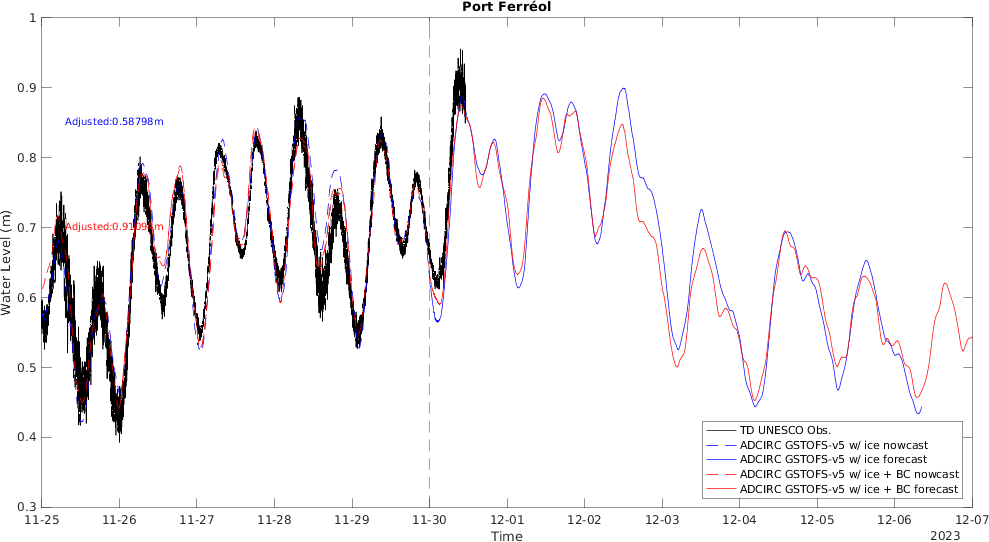 Port Ferréol
Water Level (m)
1
0.9
0.8
0.7
0.6
0.5
0.4
0.3
Adjusted:0.58798m
TD UNESCO Obs.
ADCIRC GSTOFS-v5 w/ ice nowcast
ADCIRC GSTOFS-v5 w/ ice forecast
ADCIRC GSTOFS-v5 w/ ice + BC nowcast
ADCIRC GSTOFS-v5 w/ ice + BC forecast
11-25 11-26 11-27 11-28 11-29 11-30 12-01 12-02 12-03 12-04 12-05 12-06 12-07
Time
2023